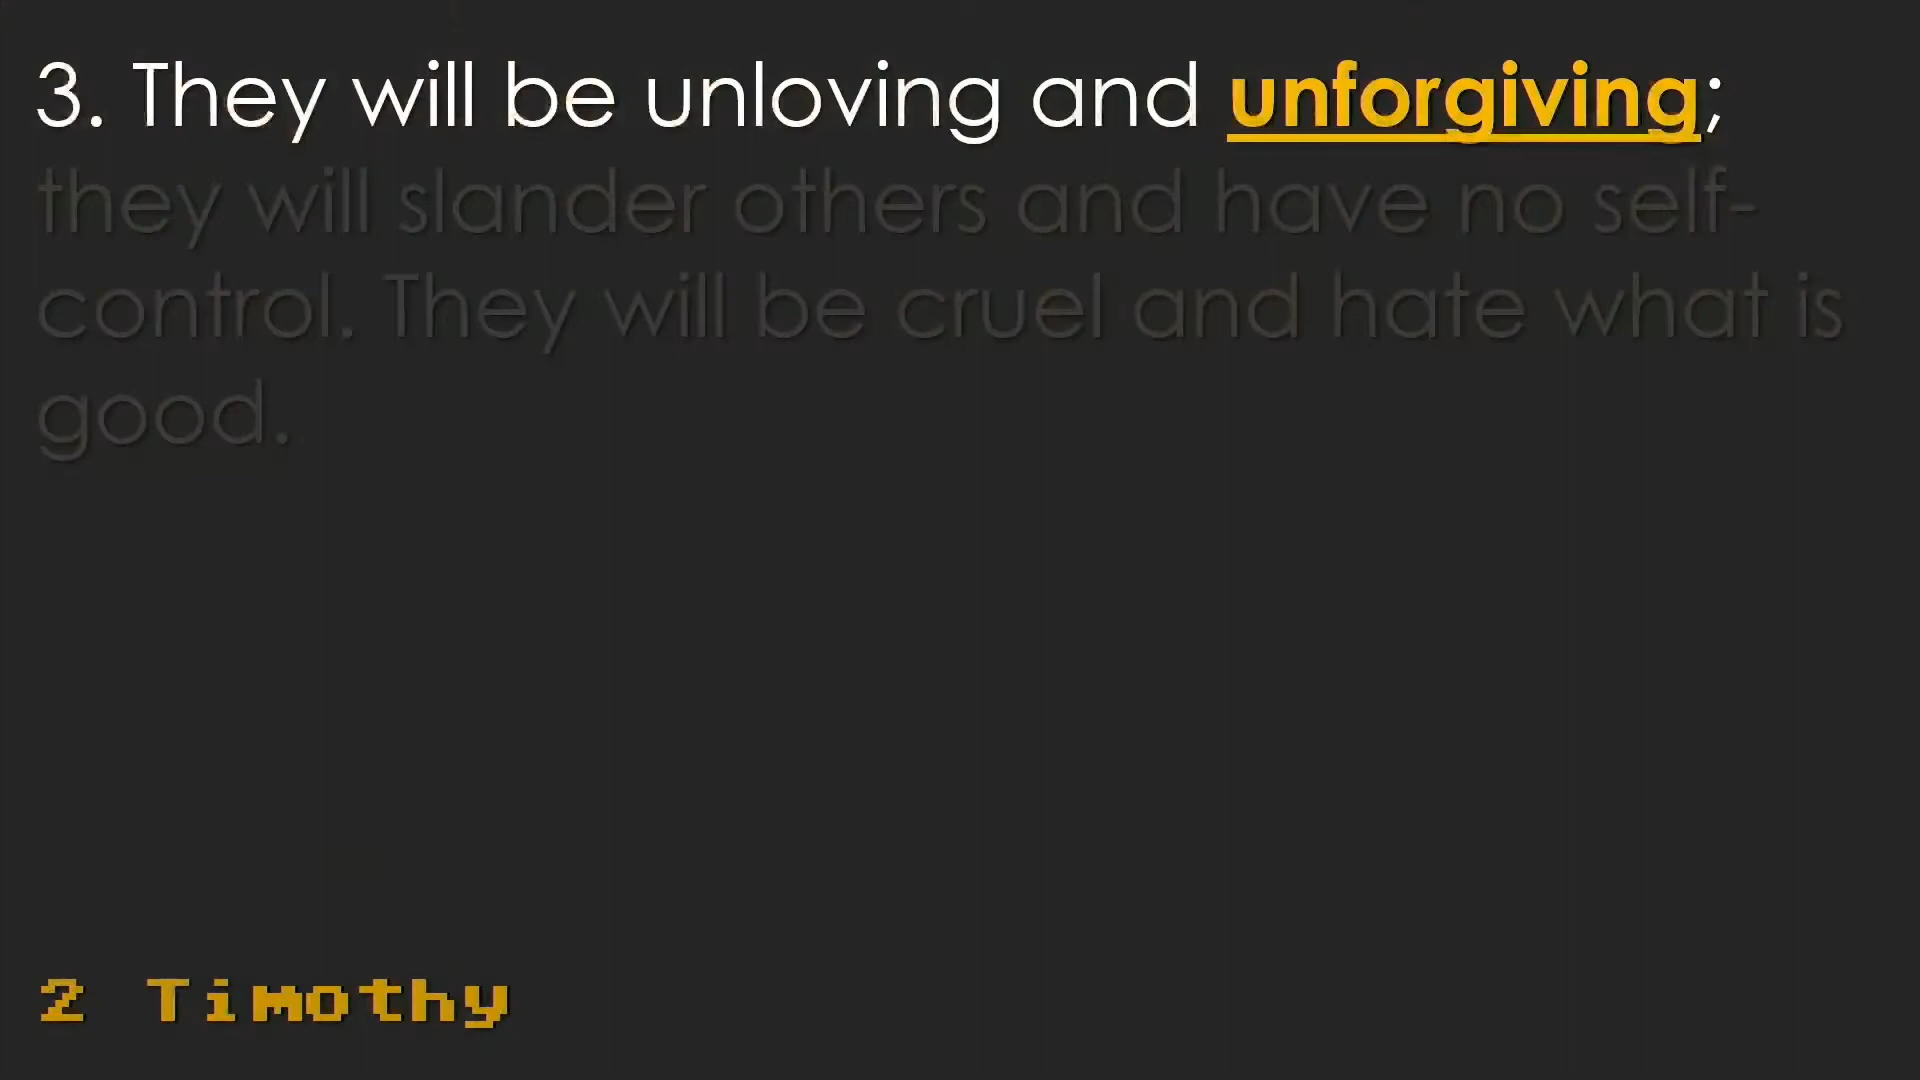 3. They will be unloving and unforgiving;
they will slander others and have no self-
control. They will be cruel and hate what is
good.
2 Timothy